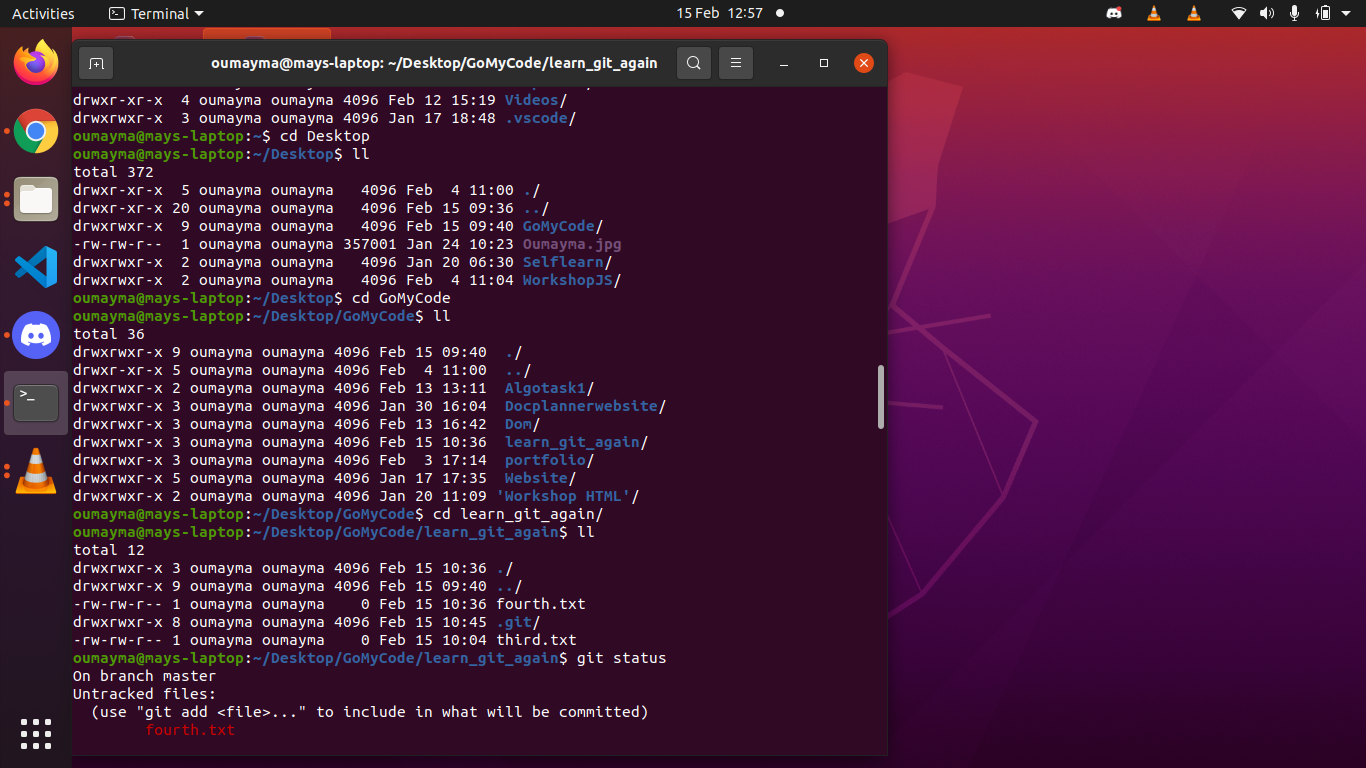 Activities
Terminal
15 Feb 12:57
oumayma@mays-laptop: ~/Desktop/GoMyCode/learn_git_again
drwxr-xr-x  4 oumayma oumayma 4096 Feb 12 15:19 Videos/
drwxrwxr-x  3 oumayma oumayma 4096 Jan 17 18:48 .vscode/
oumayma@mays-laptop:~$ cd Desktop
oumayma@mays-laptop:~/Desktop$ ll
total 372
drwxr-xr-x  5 oumayma oumayma   4096 Feb  4 11:00 ./
drwxr-xr-x 20 oumayma oumayma   4096 Feb 15 09:36 ../
drwxrwxr-x  9 oumayma oumayma   4096 Feb 15 09:40 GoMyCode/
-rw-rw-r--  1 oumayma oumayma 357001 Jan 24 10:23 Oumayma.jpg
drwxrwxr-x  2 oumayma oumayma   4096 Jan 20 06:30 Selflearn/
drwxrwxr-x  2 oumayma oumayma   4096 Feb  4 11:04 WorkshopJS/
oumayma@mays-laptop:~/Desktop$ cd GoMyCode
oumayma@mays-laptop:~/Desktop/GoMyCode$ ll
total 36
drwxrwxr-x 9 oumayma oumayma 4096 Feb 15 09:40  ./
drwxr-xr-x 5 oumayma oumayma 4096 Feb  4 11:00  ../
drwxrwxr-x 2 oumayma oumayma 4096 Feb 13 13:11  Algotask1/
drwxrwxr-x 3 oumayma oumayma 4096 Jan 30 16:04  Docplannerwebsite/
drwxrwxr-x 3 oumayma oumayma 4096 Feb 13 16:42  Dom/
drwxrwxr-x 3 oumayma oumayma 4096 Feb 15 10:36  learn_git_again/
drwxrwxr-x 3 oumayma oumayma 4096 Feb  3 17:14  portfolio/
drwxrwxr-x 5 oumayma oumayma 4096 Jan 17 17:35  Website/
drwxrwxr-x 2 oumayma oumayma 4096 Jan 20 11:09 'Workshop HTML'/
oumayma@mays-laptop:~/Desktop/GoMyCode$ cd learn_git_again/
oumayma@mays-laptop:~/Desktop/GoMyCode/learn_git_again$ ll
total 12
drwxrwxr-x 3 oumayma oumayma 4096 Feb 15 10:36 ./
drwxrwxr-x 9 oumayma oumayma 4096 Feb 15 09:40 ../
-rw-rw-r-- 1 oumayma oumayma    0 Feb 15 10:36 fourth.txt
drwxrwxr-x 8 oumayma oumayma 4096 Feb 15 10:45 .git/
-rw-rw-r-- 1 oumayma oumayma    0 Feb 15 10:04 third.txt
oumayma@mays-laptop:~/Desktop/GoMyCode/learn_git_again$ git status
On branch master
Untracked files:
  (use "git add <file>..." to include in what will be committed)
        fourth.txt